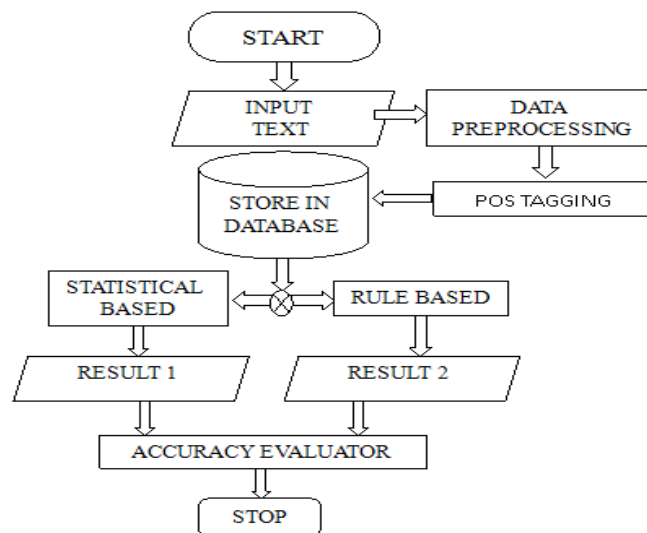 START
INPUT
TEXT
DATA
PREPROCESSING
POS TAGGING
STORE IN
DATABASE
STATISTICAL
BASED
RULE BASED
RESULT 1
RESULT 2
ACCURACY EVALUATOR
STOP